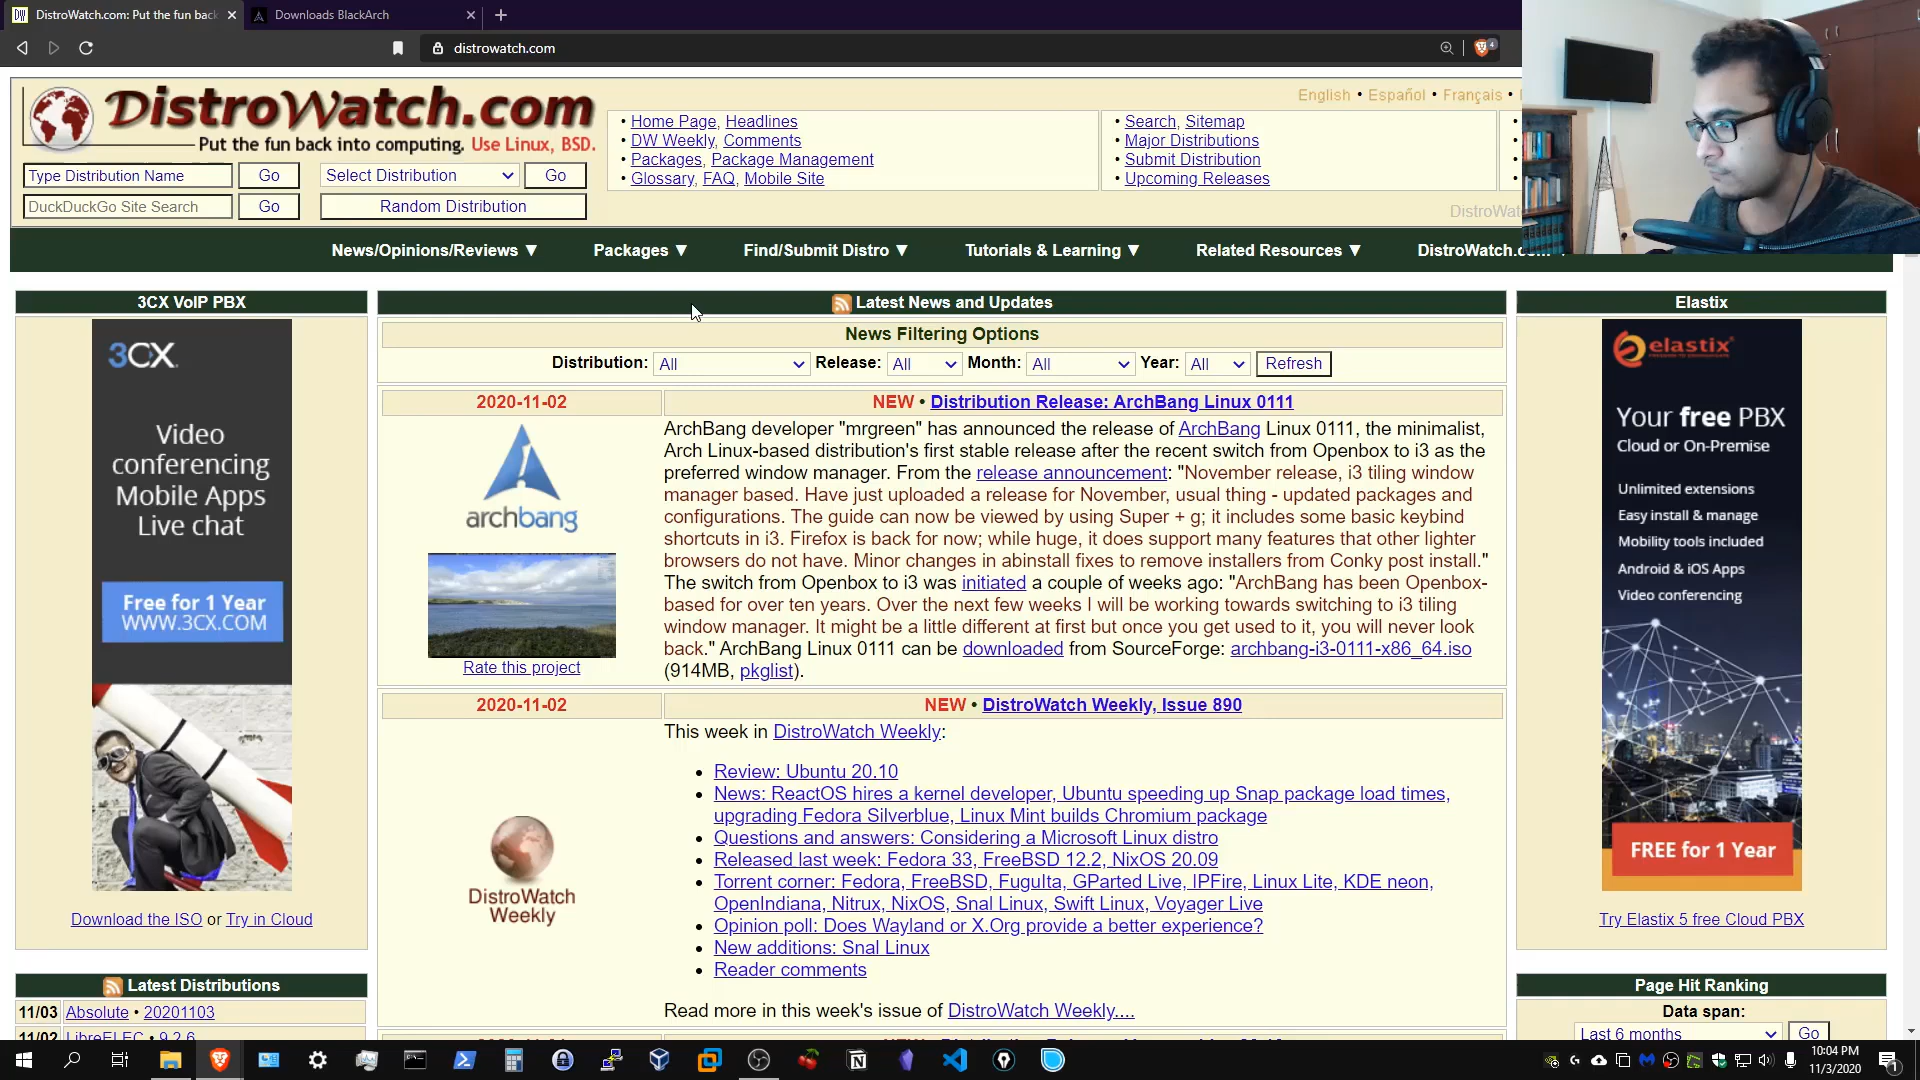 DistroWatch.com: Put the fun back
Downloads BlackArch
distrowatch.com
4
DistroWatch.com
Put the fun back into computing. Use Linux, BSD.
Type Distribution Name
Go
Select Distribution
Go
DuckDuckGo Site Search
Go
Random Distribution
English • Español • Français •
• Home Page, Headlines
• DW Weekly, Comments
• Packages, Package Management
• Glossary, FAQ, Mobile Site
• Search, Sitemap
• Major Distributions
• Submit Distribution
• Upcoming Releases
News/Opinions/Reviews ▼
Packages ▼
Find/Submit Distro ▼
Tutorials & Learning ▼
Related Resources ▼
3CX VoIP PBX
3CX.
Video
conferencing
Mobile Apps
Live chat
Free for 1 Year
WWW.3CX.COM
Download the ISO or Try in Cloud
Latest Distributions
11/03 Absolute • 20201103
11/02 LibreELEC • 9.2.6
Latest News and Updates
News Filtering Options
Distribution: All Release: All Month: All Year: All Refresh
2020-11-02
NEW • Distribution Release: ArchBang Linux 0111
archbang
Rate this project
ArchBang developer "mrgreen" has announced the release of ArchBang Linux 0111, the minimalist,
Arch Linux-based distribution's first stable release after the recent switch from Openbox to i3 as the
preferred window manager. From the release announcement: "November release, i3 tiling window
manager based. Have just uploaded a release for November, usual thing - updated packages and
configurations. The guide can now be viewed by using Super + g; it includes some basic keybind
shortcuts in i3. Firefox is back for now; while huge, it does support many features that other lighter
browsers do not have. Minor changes in abinstall fixes to remove installers from Conky post install."
The switch from Openbox to i3 was initiated a couple of weeks ago: "ArchBang has been Openbox-
based for over ten years. Over the next few weeks I will be working towards switching to i3 tiling
window manager. It might be a little different at first but once you get used to it, you will never look
back." ArchBang Linux 0111 can be downloaded from SourceForge: archbang-i3-0111-x86_64.iso
(914MB, pkglist).
2020-11-02
NEW • DistroWatch Weekly, Issue 890
DistroWatch
Weekly
This week in DistroWatch Weekly:
• Review: Ubuntu 20.10
• News: ReactOS hires a kernel developer, Ubuntu speeding up Snap package load times,
upgrading Fedora Silverblue, Linux Mint builds Chromium package
• Questions and answers: Considering a Microsoft Linux distro
• Released last week: Fedora 33, FreeBSD 12.2, NixOS 20.09
• Torrent corner: Fedora, FreeBSD, FuguIta, GParted Live, IPFire, Linux Lite, KDE neon,
OpenIndiana, Nitrux, NixOS, Snal Linux, Swift Linux, Voyager Live
• Opinion poll: Does Wayland or X.Org provide a better experience?
• New additions: Snal Linux
• Reader comments
Read more in this week's issue of DistroWatch Weekly....
Elastix
elastix
Your free PBX
Cloud or On-Premise
Unlimited extensions
Easy install & manage
Mobility tools included
Android & iOS Apps
Video conferencing
FREE for 1 Year
Try Elastix 5 free Cloud PBX
Page Hit Ranking
Data span:
Last 6 months
Go
10:04 PM
11/3/2020
1